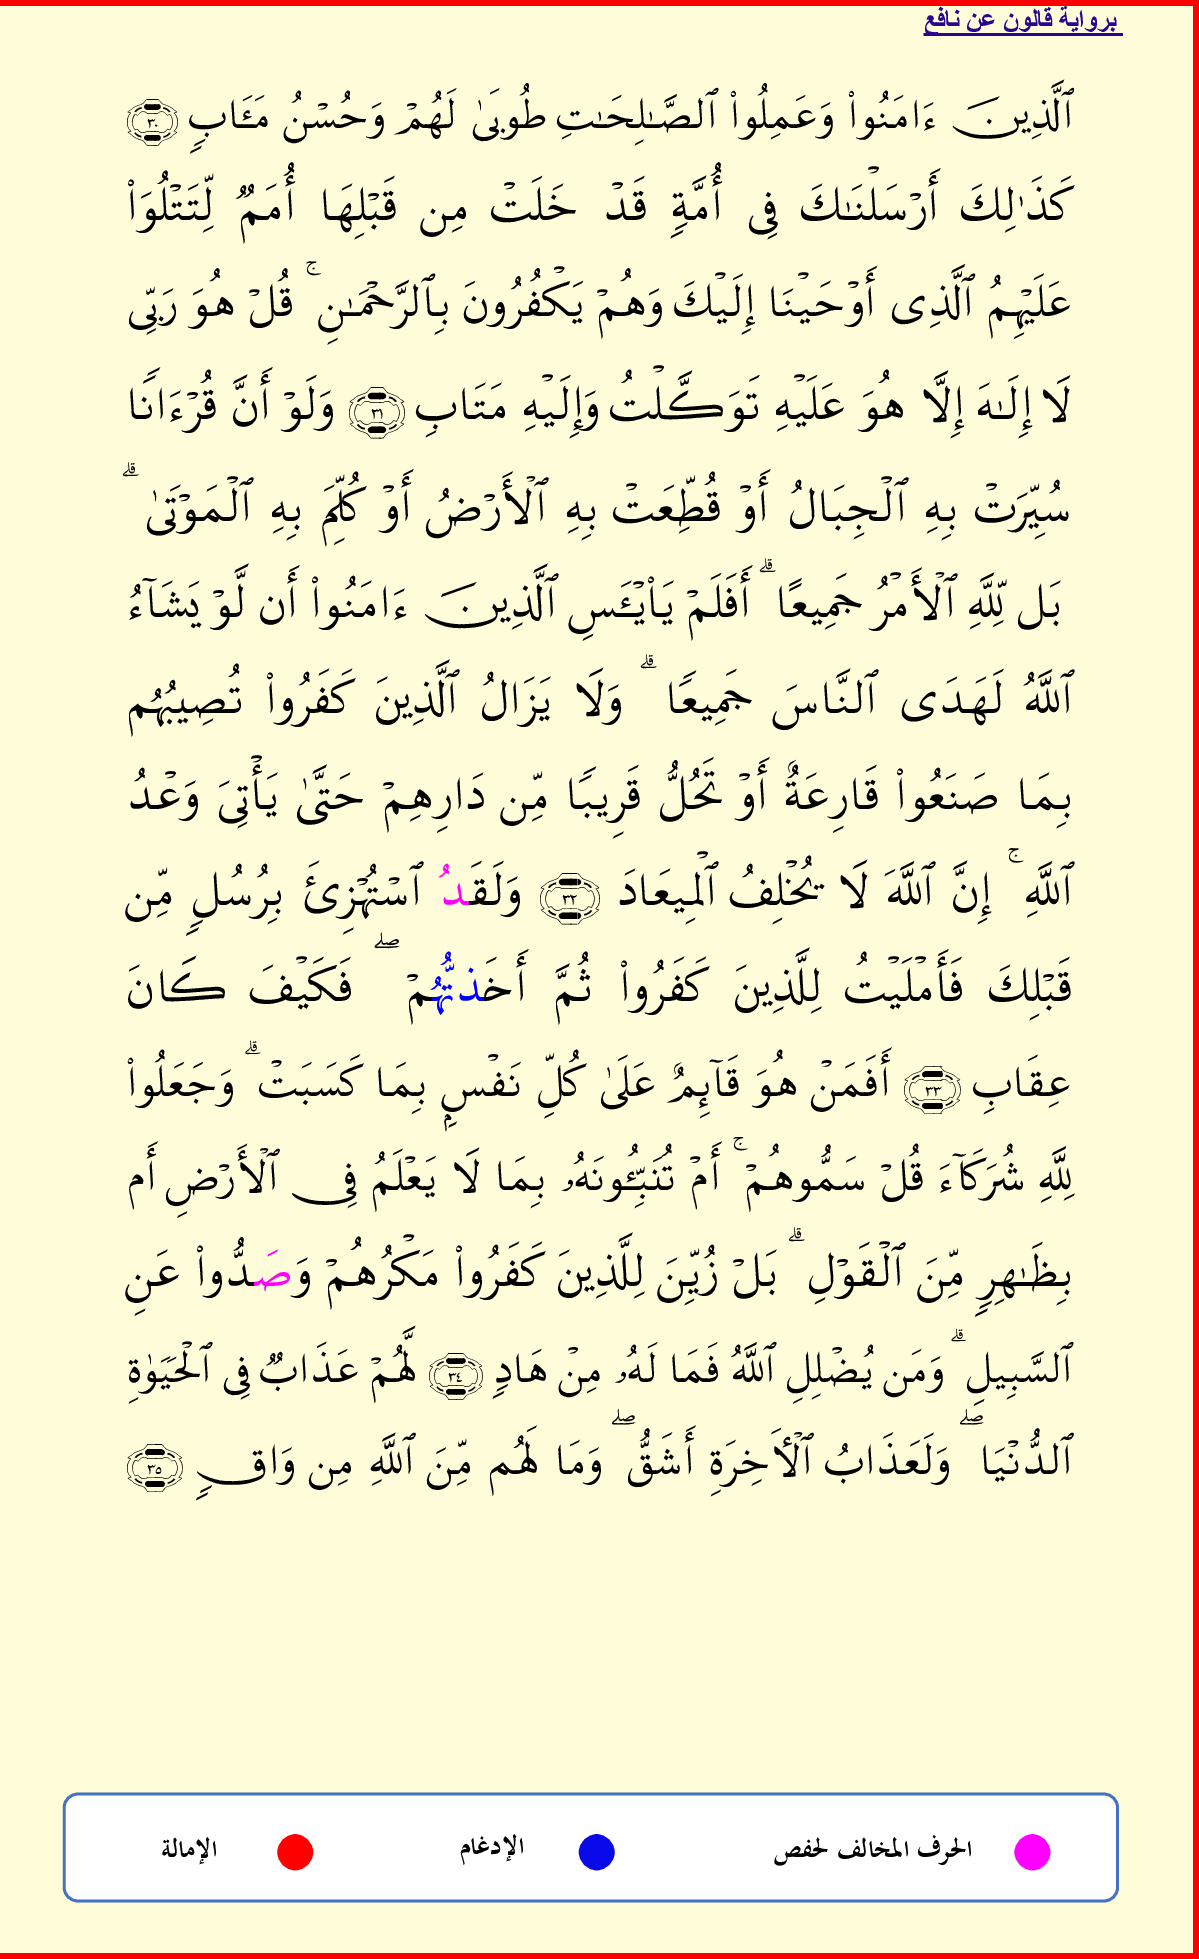 برواية قالون عن نافع
ٱلَّذِينَ ءَامَنُواْ وَعَمِلُواْ ٱلصَّـٰلِحَـٰتِ طُوبَىٰ لَهُمۡ وَحُسۡنُ مَـَٔابٖ ٣٠
كَذَٰلِكَ أَرۡسَلۡنَـٰكَ فِى أُمَّةٖ قَدۡ خَلَتۡ مِن قَبۡلِهَا أُمَمٞ لِّتَتۡلُوَاْ
عَلَيۡهِمُ ٱلَّذِى أَوۡحَيۡنَا إِلَيۡكَ وَهُمۡ يَكۡفُرُونَ بِٱلرَّحۡمَـٰنِ ۚ قُلۡ هُوَ رَبِّى
لَا إِلَـٰهَ إِلَّا هُوَ عَلَيۡهِ تَوَكَّلۡتُ وَإِلَيۡهِ مَتَابِ ٣١ وَلَوۡ أَنَّ قُرۡءَانٗا
سُيِّرَتۡ بِهِ ٱلۡجِبَالُ أَوۡ قُطِّعَتۡ بِهِ ٱلۡأَرۡضُ أَوۡ كُلِّمَ بِهِ ٱلۡمَوۡتَىٰ ۗ
بَل لِّلَّهِ ٱلۡأَمۡرُ جَمِيعًا ۗ أَفَلَمۡ يَاْيۡـَٔسِ ٱلَّذِينَ ءَامَنُواْ أَن لَّوۡ يَشَآءُ
ٱللَّهُ لَهَدَى ٱلنَّاسَ جَمِيعٗا ۗ وَلَا يَزَالُ ٱلَّذِينَ كَفَرُواْ تُصِيبُهُم
بِمَا صَنَعُواْ قَارِعَةٌ أَوۡ تَحُلُّ قَرِيبٗا مِّن دَارِهِمۡ حَتَّىٰ يَأۡتِىَ وَعۡدُ
ٱللَّهِ ۚ إِنَّ ٱللَّهَ لَا يُخۡلِفُ ٱلۡمِيعَادَ ٣٢ وَلَقَدُ ٱسۡتُهۡزِئَ بِرُسُلٖ مِّن
قَبۡلِكَ فَأَمۡلَيۡتُ لِلَّذِينَ كَفَرُواْ ثُمَّ أَخَذتُّهُمۡ ۖ فَكَيۡفَ كَانَ
عِقَابِ ٣٣ أَفَمَنۡ هُوَ قَآئِمٌ عَلَىٰ كُلِّ نَفۡسِۭ بِمَا كَسَبَتۡ ۗ وَجَعَلُواْ
لِلَّهِ شُرَكَآءَ قُلۡ سَمُّوهُمۡ ۚ أَمۡ تُنَبِّـُٔونَهُۥ بِمَا لَا يَعۡلَمُ فِى ٱلۡأَرۡضِ أَم
بِظَـٰهِرٖ مِّنَ ٱلۡقَوۡلِ ۗ بَلۡ زُيِّنَ لِلَّذِينَ كَفَرُواْ مَكۡرُهُمۡ وَصَدُّواْ عَنِ
ٱلسَّبِيلِ ۗ وَمَن يُضۡلِلِ ٱللَّهُ فَمَا لَهُۥ مِنۡ هَادٖ ٣٤ لَّهُمۡ عَذَابٞ فِى ٱلۡحَيَوٰةِ
ٱلدُّنۡيَا ۖ وَلَعَذَابُ ٱلۡأَخِرَةِ أَشَقُّ ۖ وَمَا لَهُم مِّنَ ٱللَّهِ مِن وَاقٖ ٣٥
الحرف المخالف لحفص الإدغام الإمالة